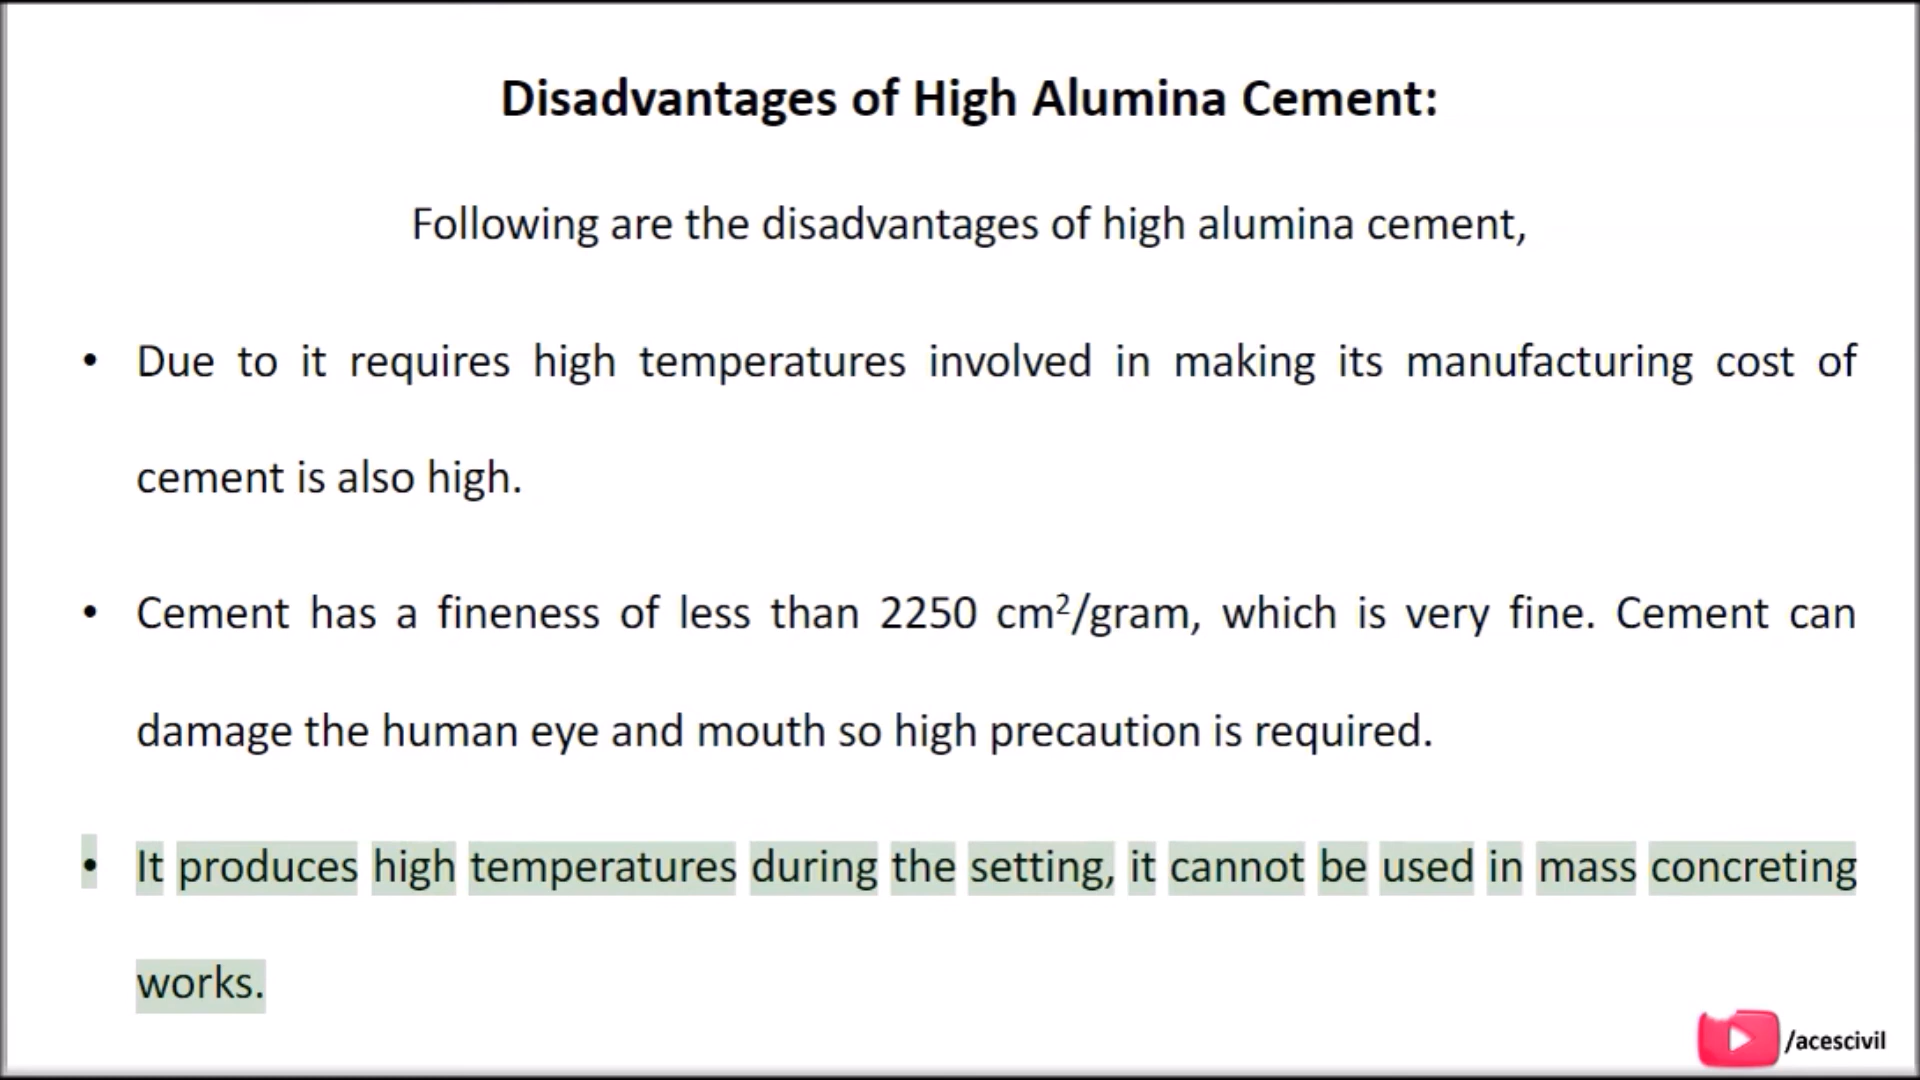 Disadvantages of High Alumina Cement:
Following are the disadvantages of high alumina cement,
• Due to it requires high temperatures involved in making its manufacturing cost of
cement is also high.
• Cement has a fineness of less than 2250 cm²/gram, which is very fine. Cement can
damage the human eye and mouth so high precaution is required.
• It produces high temperatures during the setting, it cannot be used in mass concreting
works.
/acescivil